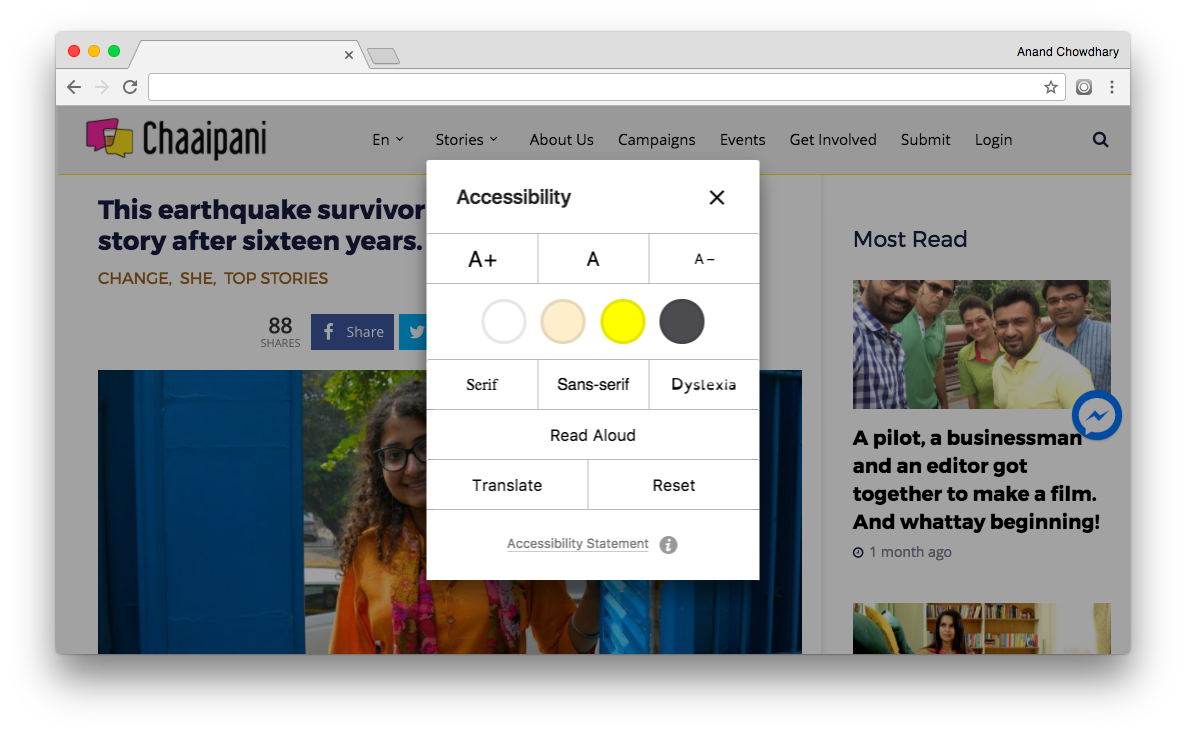 Anand Chowdhary
Chaaipani
En Stories About Us Campaigns Events Get Involved Submit Login
This earthquake survivor
story after sixteen years.
CHANGE, SHE, TOP STORIES
88
SHARES
Share
Accessibility
A+ A A–
Serif Sans-serif Dyslexia
Read Aloud
Translate Reset
Accessibility Statement i
Most Read
A pilot, a businessman
and an editor got
together to make a film.
And whattay beginning!
1 month ago